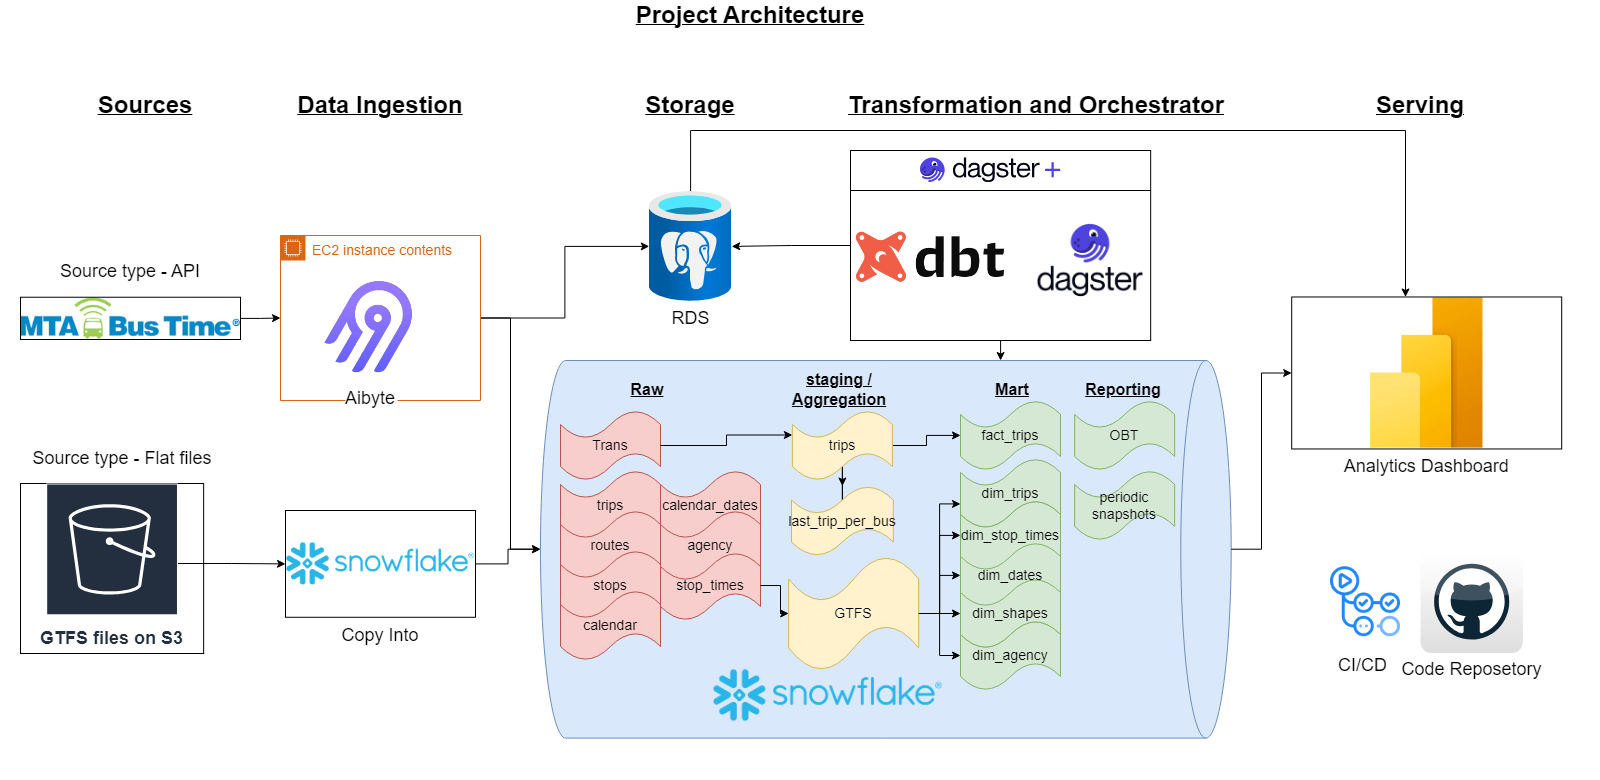 Project Architecture
Sources
Data Ingestion
Storage
Transformation and Orchestrator
Serving
dagster +
EC2 instance contents
Source type - API
MTA Bus Time®
Aibyte
RDS
dbt
dagster
Source type - Flat files
GTFS files on S3
snowflake®
Copy Into
Raw
staging /
Aggregation
Mart
Reporting
Trans
trips
fact_trips
OBT
trips
calendar_dates
last_trip_per_bus
dim_trips
periodic
snapshots
routes
agency
dim_stop_times
stops
stop_times
dim_dates
calendar
GTFS
dim_shapes
dim_agency
snowflake®
Analytics Dashboard
CI/CD
Code Reposetory